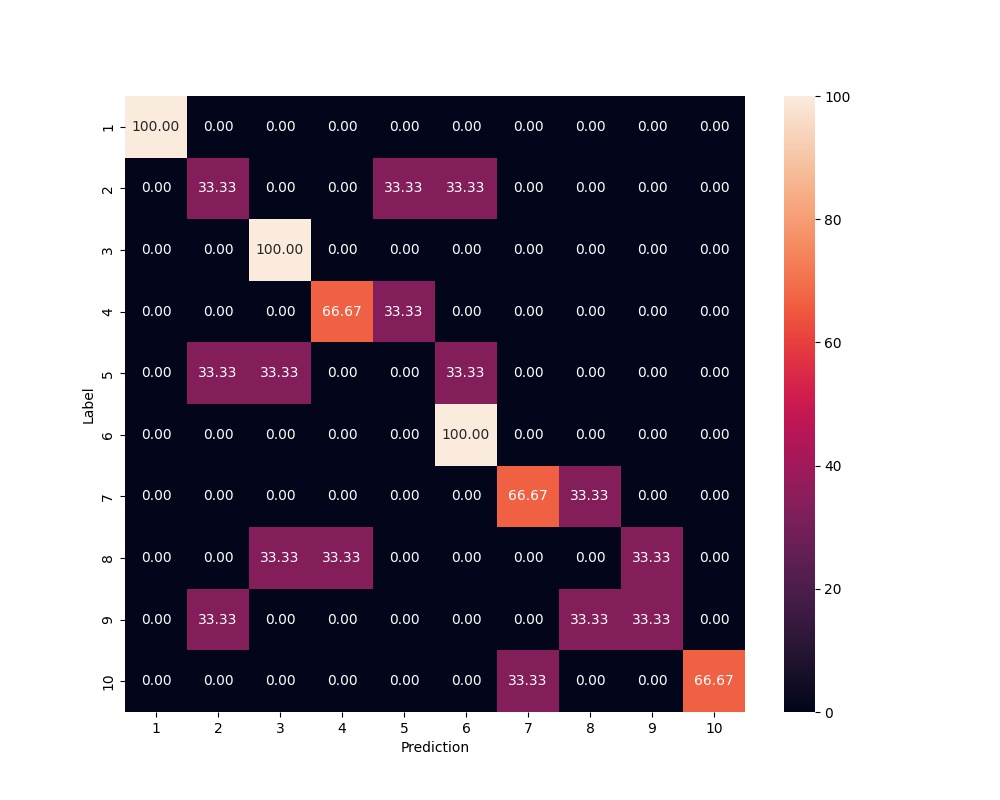 1 100.00 0.00 0.00 0.00 0.00 0.00 0.00 0.00 0.00 0.00
2 0.00 33.33 0.00 0.00 33.33 33.33 0.00 0.00 0.00 0.00
3 0.00 0.00 100.00 0.00 0.00 0.00 0.00 0.00 0.00 0.00
4 0.00 0.00 0.00 66.67 33.33 0.00 0.00 0.00 0.00 0.00
5 0.00 33.33 33.33 0.00 0.00 33.33 0.00 0.00 0.00 0.00
6 0.00 0.00 0.00 0.00 0.00 100.00 0.00 0.00 0.00 0.00
7 0.00 0.00 0.00 0.00 0.00 0.00 66.67 33.33 0.00 0.00
8 0.00 0.00 33.33 33.33 0.00 0.00 0.00 0.00 33.33 0.00
9 0.00 33.33 0.00 0.00 0.00 0.00 0.00 33.33 33.33 0.00
10 0.00 0.00 0.00 0.00 0.00 0.00 33.33 0.00 0.00 66.67
Label
1 2 3 4 5 6 7 8 9 10
Prediction
100
80
60
40
20
0